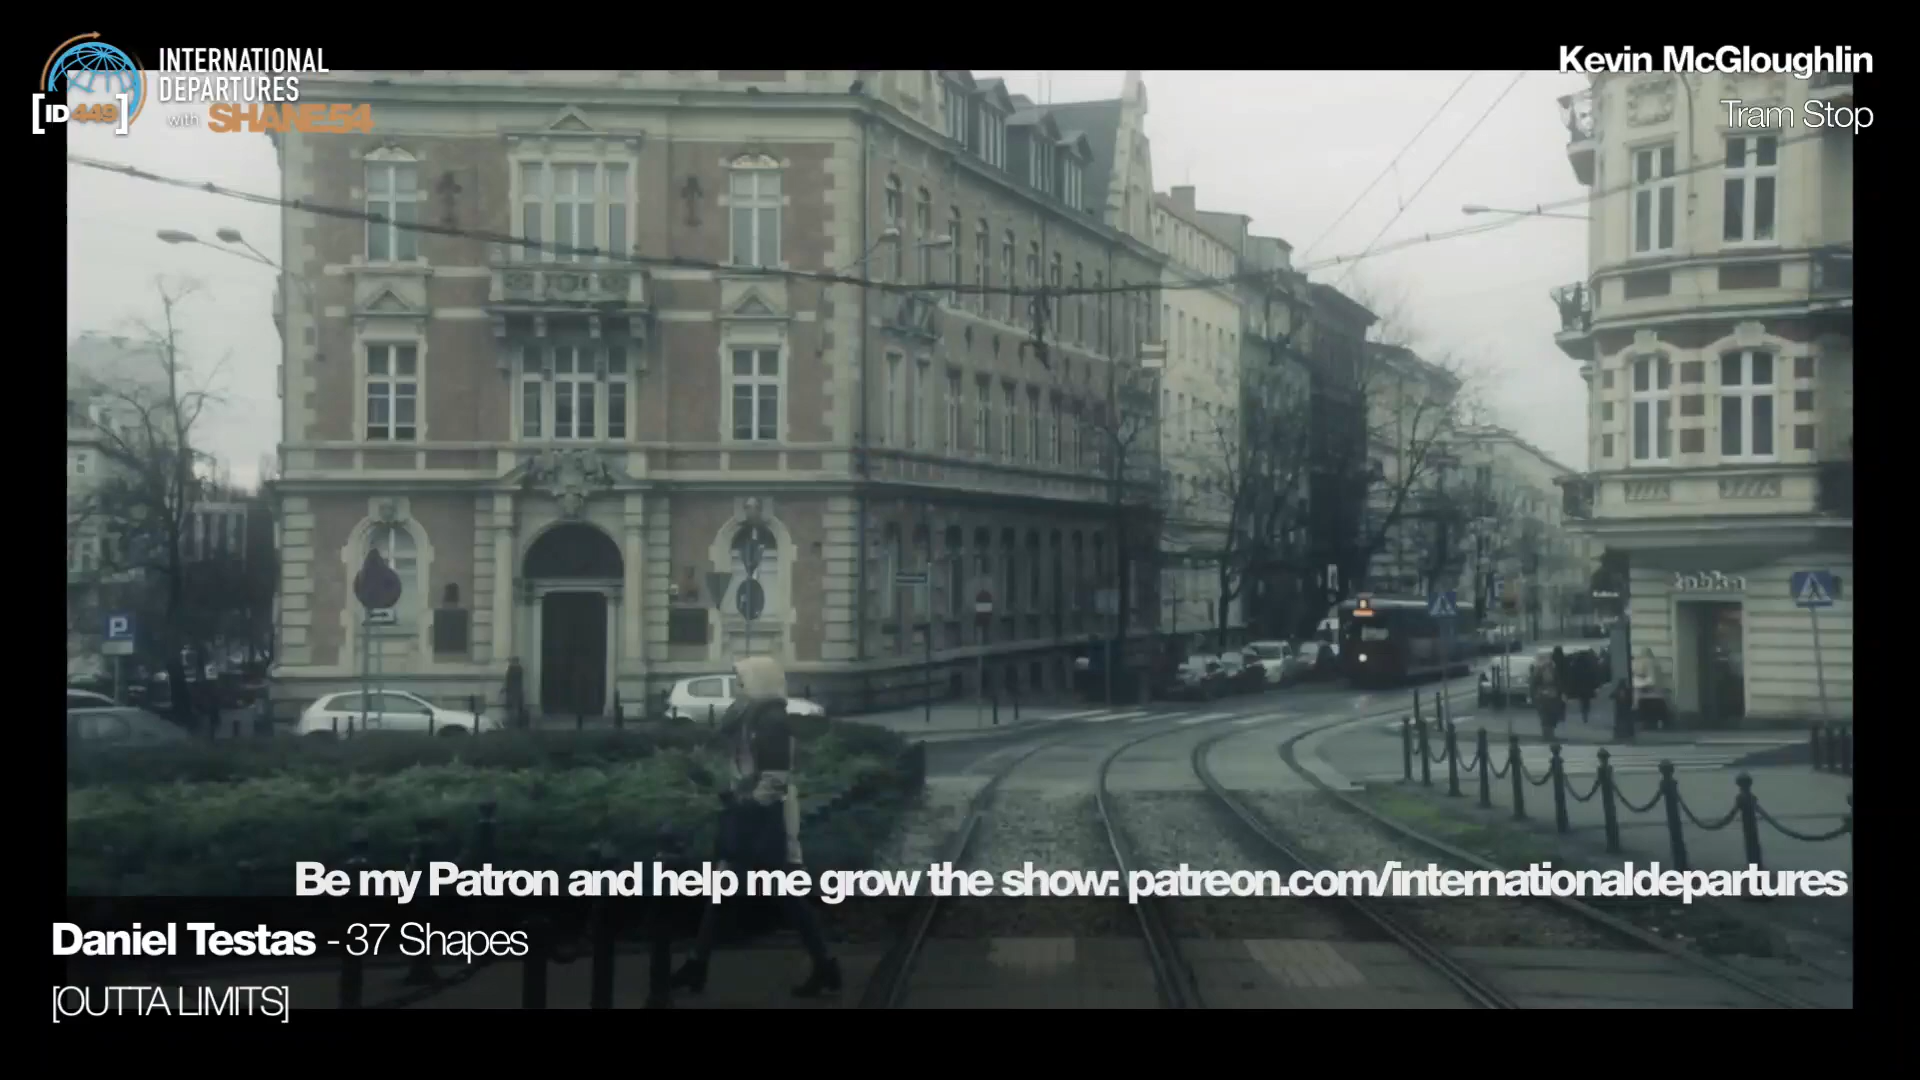 INTERNATIONAL
DEPARTURES
[ID449]
with SHANE54
Kevin McGloughlin
Tram Stop
P
żabka
Be my Patron and help me grow the show: patreon.com/internationaldepartures
Daniel Testas - 37 Shapes
[OUTTA LIMITS]